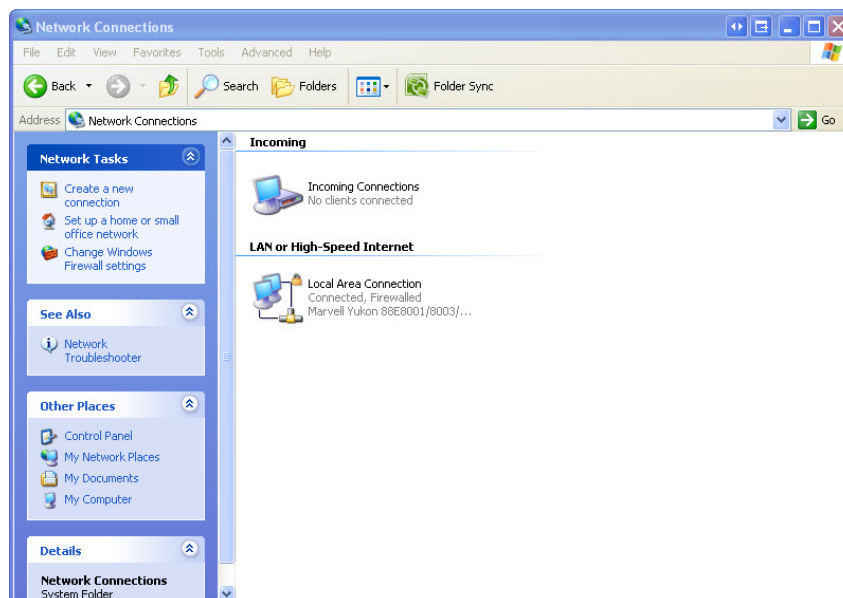 Network Connections
File Edit View Favorites Tools Advanced Help
Back Search Folders Folder Sync
Address Network Connections Go
Network Tasks
Create a new
connection
Set up a home or small
office network
Change Windows
Firewall settings
See Also
Network
Troubleshooter
Other Places
Control Panel
My Network Places
My Documents
My Computer
Details
Network Connections
System Folder
Incoming
Incoming Connections
No clients connected
LAN or High-Speed Internet
Local Area Connection
Connected, Firewalled
Marvell Yukon 88E8001/8003/...